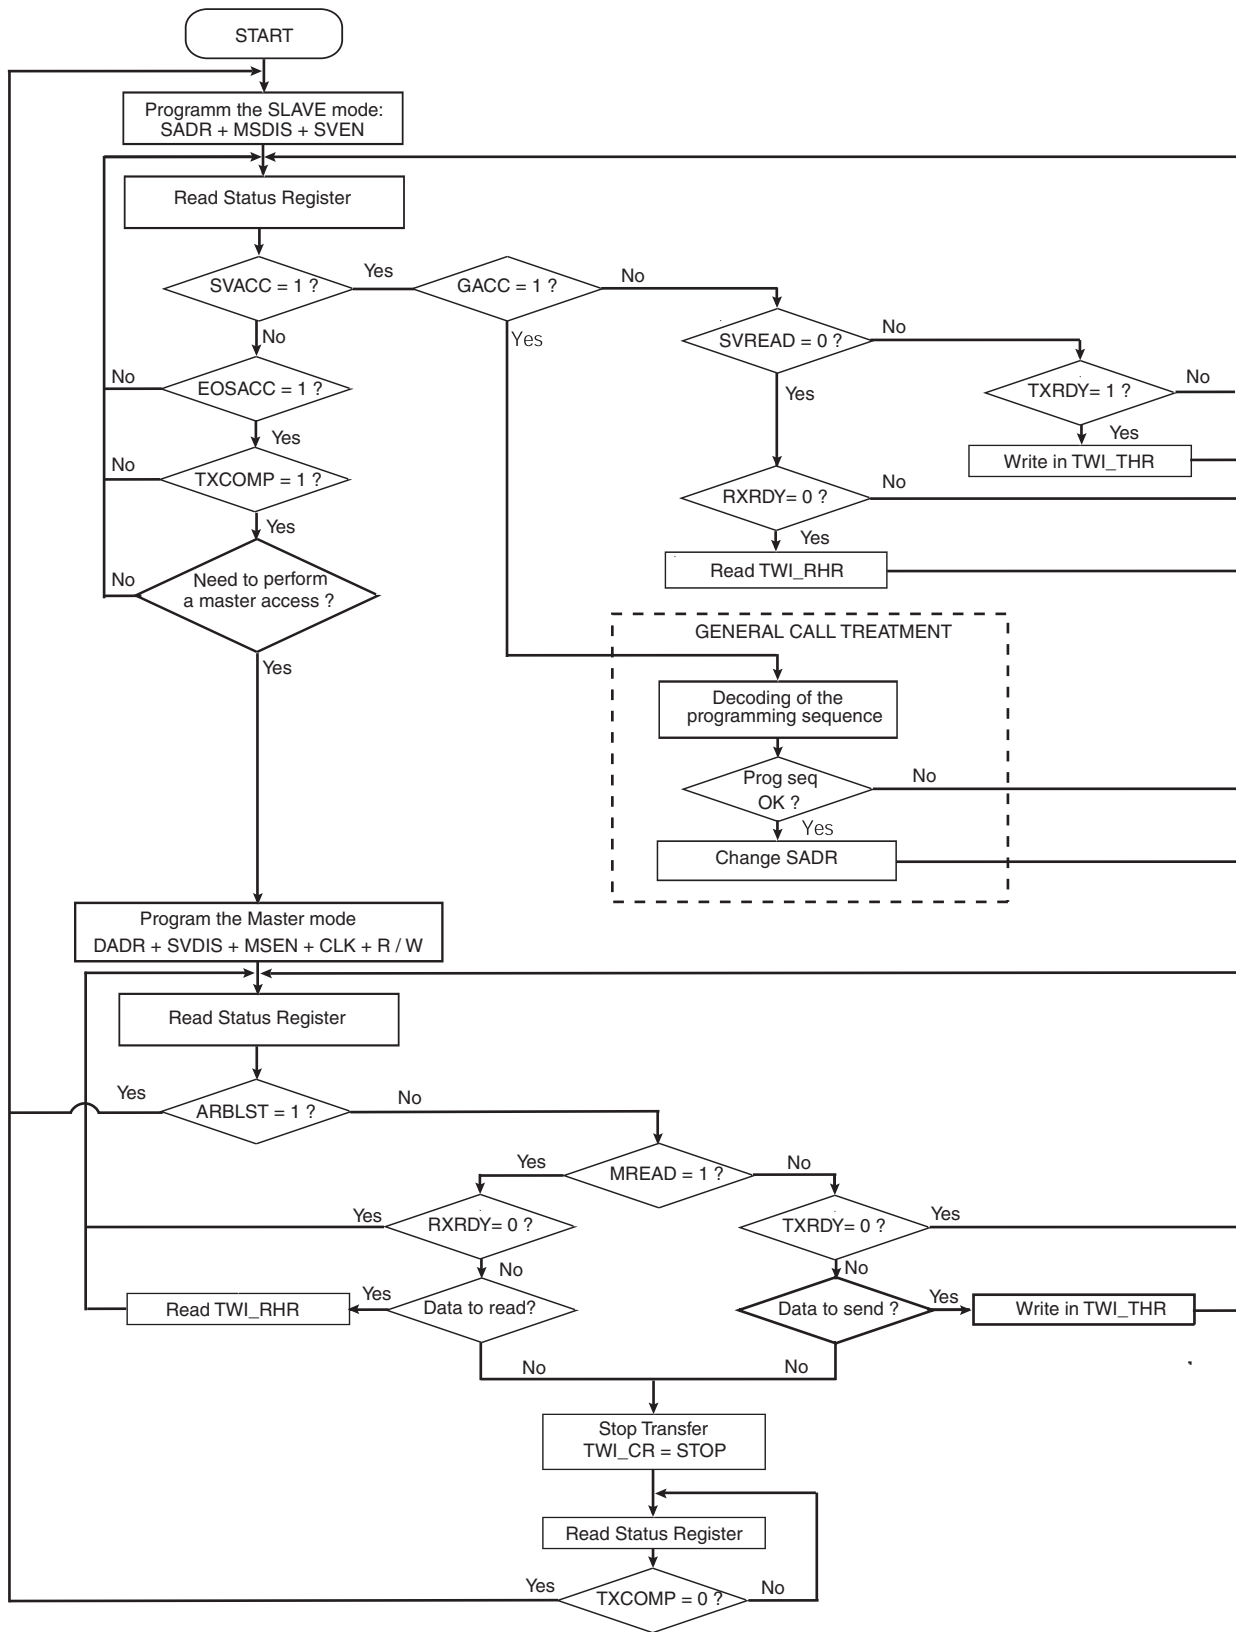 START
Programm the SLAVE mode:
SADR + MSDIS + SVEN
Read Status Register
SVACC = 1 ?
Yes
GACC = 1 ?
No
No
Yes
SVREAD = 0 ?
No
EOSACC = 1 ?
No
Yes
TXRDY= 1 ?
No
Yes
Yes
Write in TWI_THR
TXCOMP = 1 ?
No
RXRDY= 0 ?
No
Yes
Yes
Read TWI_RHR
Need to perform
a master access ?
No
Yes
GENERAL CALL TREATMENT
Decoding of the
programming sequence
Prog seq
OK ?
No
Yes
Change SADR
Program the Master mode
DADR + SVDIS + MSEN + CLK + R / W
Read Status Register
Yes
ARBLST = 1 ?
No
Yes
MREAD = 1 ?
No
Yes
RXRDY= 0 ?
TXRDY= 0 ?
Yes
No
No
Read TWI_RHR
Yes
Data to read?
Data to send ?
Yes
Write in TWI_THR
No
No
Stop Transfer
TWI_CR = STOP
Read Status Register
Yes
TXCOMP = 0 ?
No